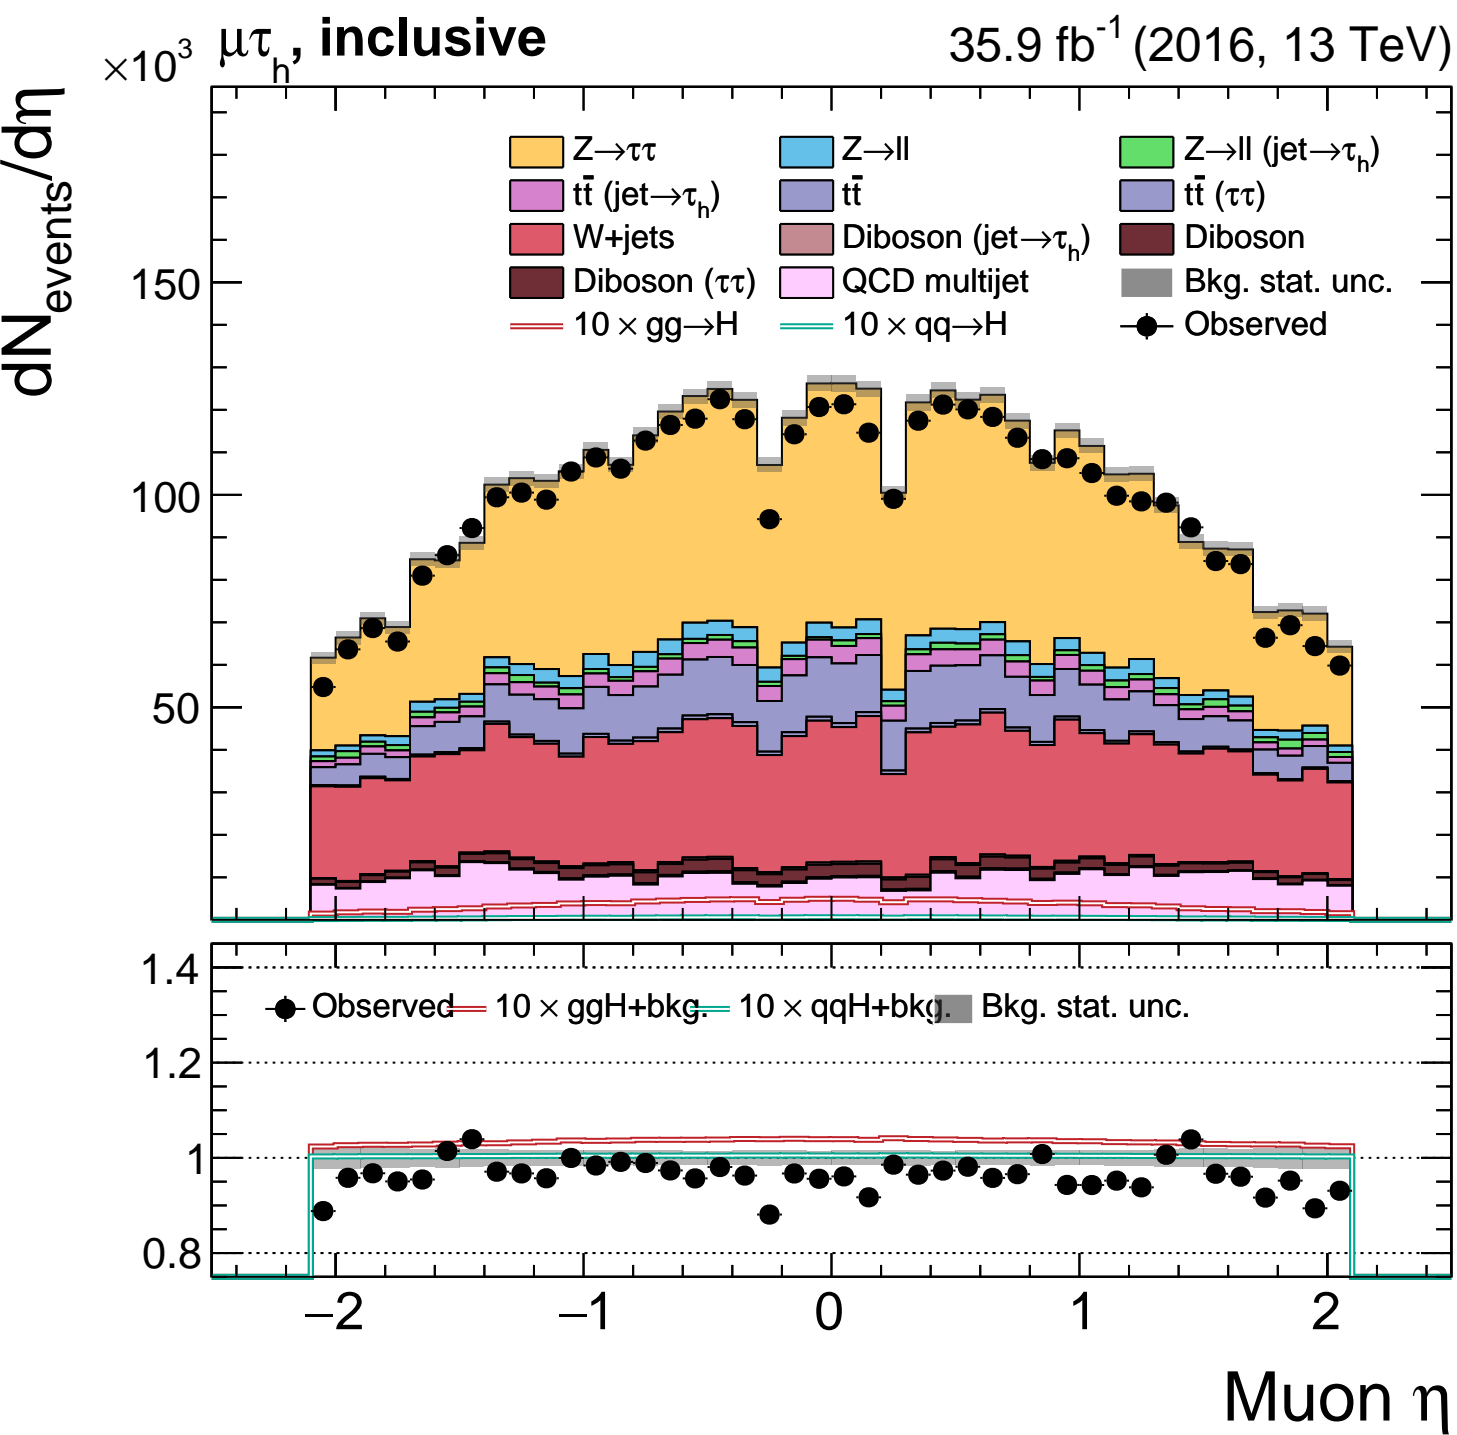 ×10³ μτₕ, inclusive 35.9 fb⁻¹ (2016, 13 TeV)
dN_events/dη
Z→ττ Z→ll Z→ll (jet→τₕ)
tt̄ (jet→τₕ) tt̄ tt̄ (ττ)
W+jets Diboson (jet→τₕ) Diboson
Diboson (ττ) QCD multijet Bkg. stat. unc.
10 × gg→H 10 × qq→H Observed
150
100
50
1.4
Observed 10 × ggH+bkg. 10 × qqH+bkg. Bkg. stat. unc.
1.2
1
0.8
−2 −1 0 1 2
Muon η